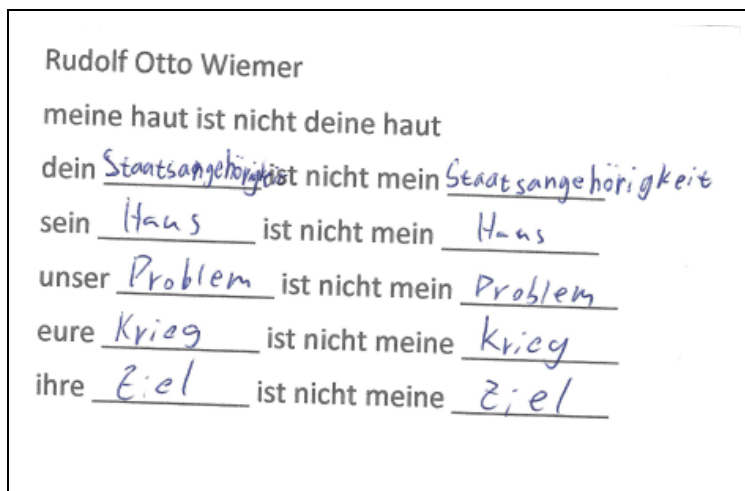 Rudolf Otto Wiemer
meine haut ist nicht deine haut
dein Staatsangehörigkeit ist nicht mein Staatsangehörigkeit
sein Haus ist nicht mein Haus
unser Problem ist nicht mein Problem
eure Krieg ist nicht meine Krieg
ihre Ziel ist nicht meine Ziel